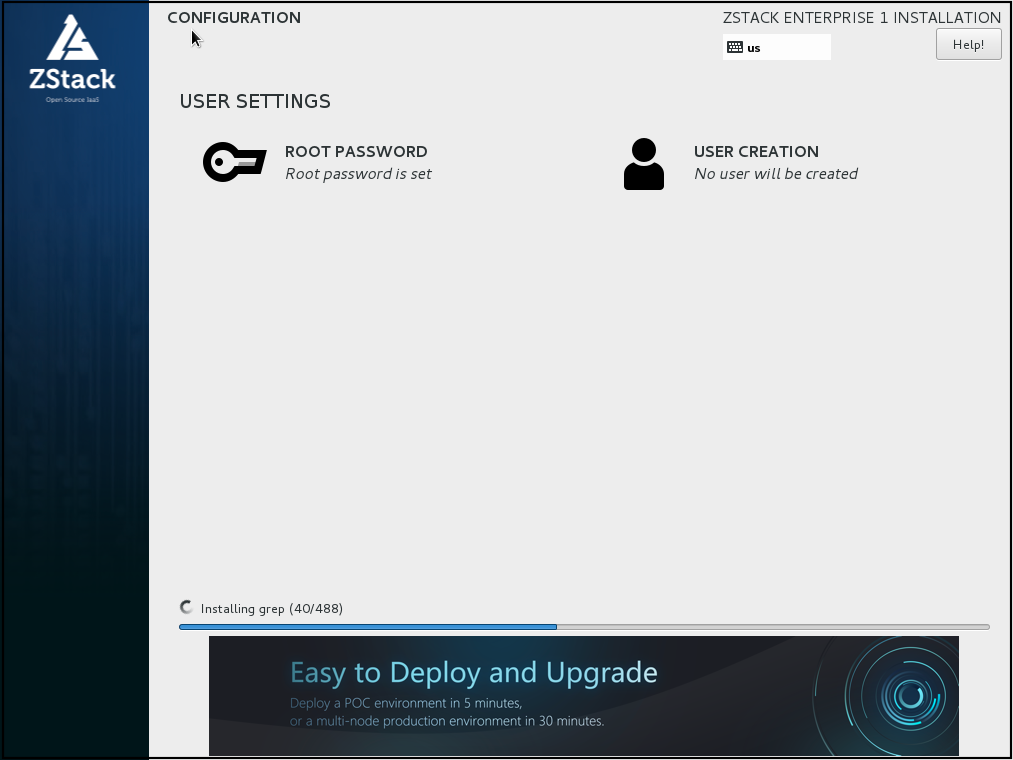 ZStack
Open Source IaaS
CONFIGURATION
ZSTACK ENTERPRISE 1 INSTALLATION
us
Help!
USER SETTINGS
ROOT PASSWORD
Root password is set
USER CREATION
No user will be created
Installing grep (40/488)
Easy to Deploy and Upgrade
Deploy a POC environment in 5 minutes,
or a multi-node production environment in 30 minutes.